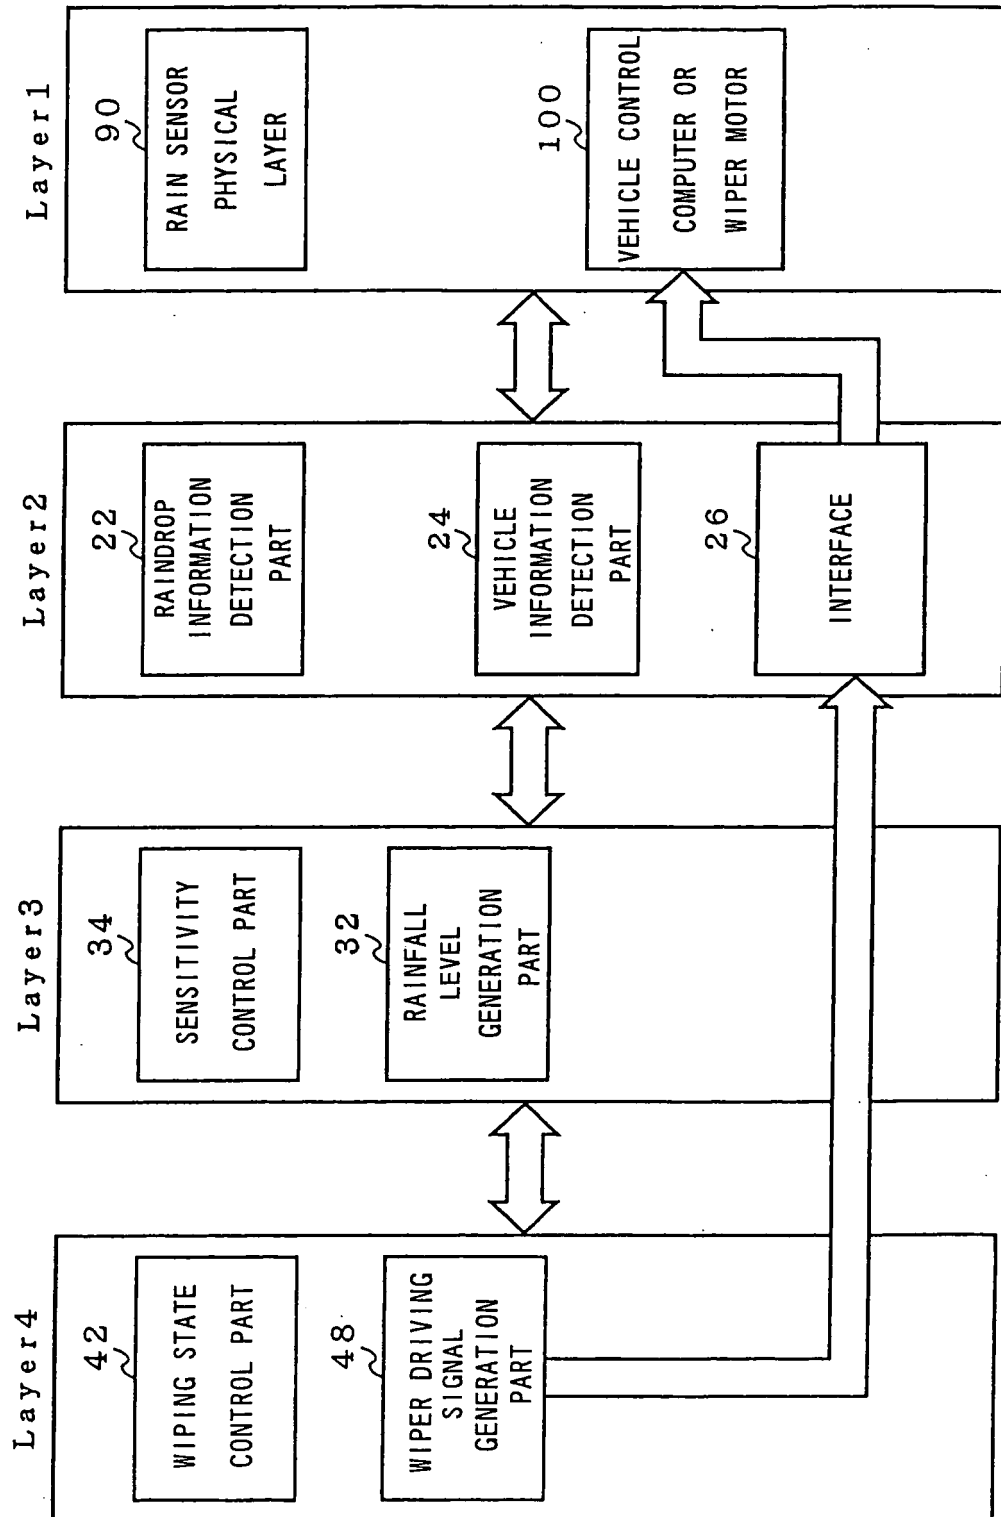 Layer4
42
WIPING STATE
CONTROL PART
48
WIPER DRIVING
SIGNAL
GENERATION
PART
Layer3
34
SENSITIVITY
CONTROL PART
32
RAINFALL
LEVEL
GENERATION
PART
Layer2
22
RAINDROP
INFORMATION
DETECTION
PART
24
VEHICLE
INFORMATION
DETECTION
PART
26
INTERFACE
Layer1
90
RAIN SENSOR
PHYSICAL
LAYER
100
VEHICLE CONTROL
COMPUTER OR
WIPER MOTOR